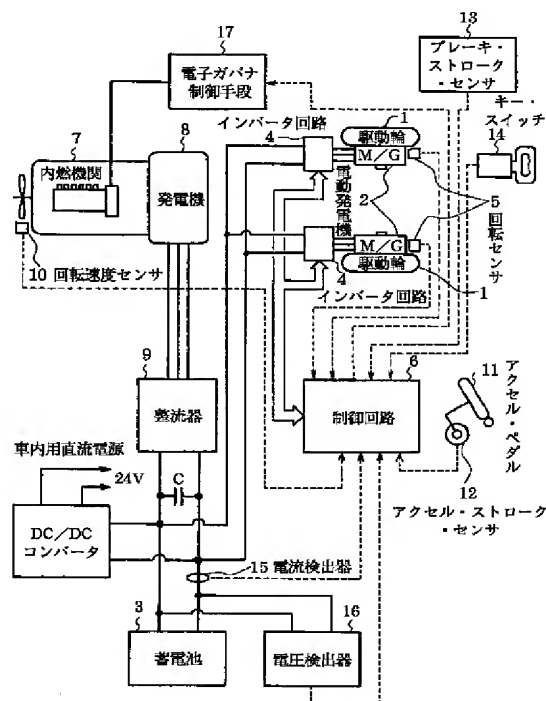 13
ブレーキ・
ストローク
・センサ
17
電子ガバナ
制御手段
キー・
スイッチ
14
インバータ回路
4
1
駆動輪
M/G
7
8
内燃機関
発電機
電動発電機
2
5
回転センサ
M/G
駆動輪
4
1
10 回転速度センサ
インバータ回路
6
制御回路
11
アクセル・ペダル
12
アクセル・ストローク
・センサ
9
整流器
車内用直流電源
24V
C
DC/DC
コンバータ
15 電流検出器
3
蓄電池
16
電圧検出器